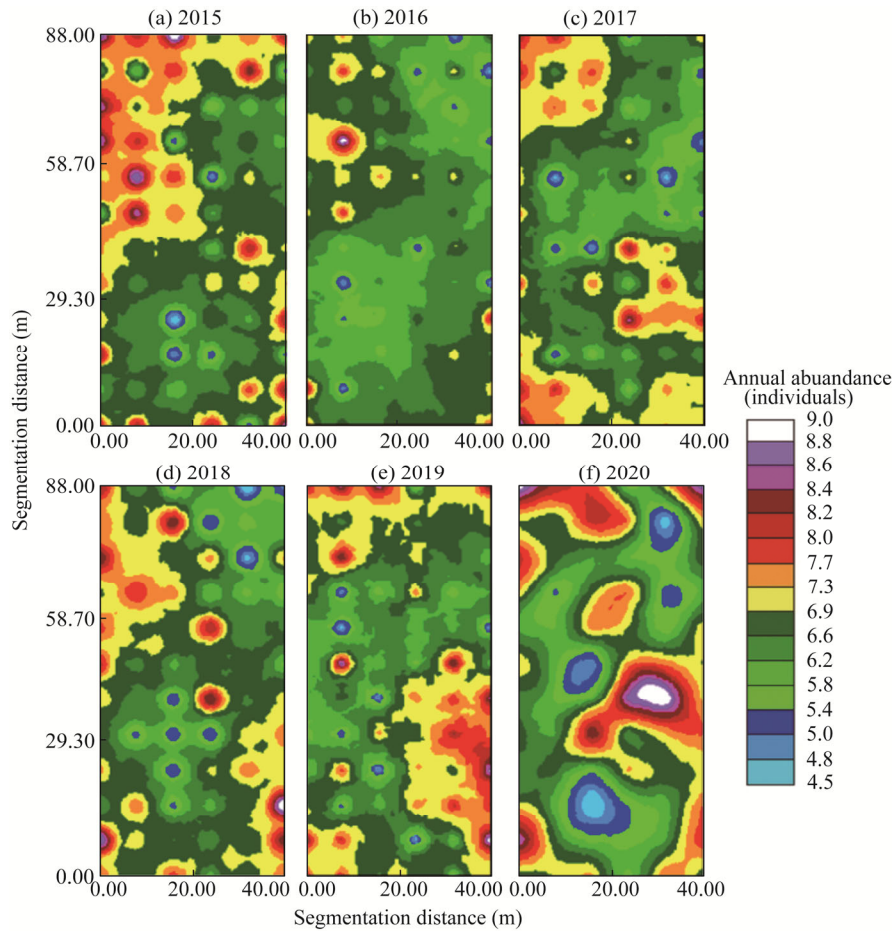 (a) 2015
(b) 2016
(c) 2017
88.00
58.70
29.30
0.00
0.00 20.00 40.00
0.00 20.00 40.00
0.00 20.00 40.00
Segmentation distance (m)
(d) 2018
(e) 2019
(f) 2020
88.00
58.70
29.30
0.00
0.00 20.00 40.00
0.00 20.00 40.00
0.00 20.00 40.00
Segmentation distance (m)
Annual abuandance
(individuals)
9.0
8.8
8.6
8.4
8.2
8.0
7.7
7.3
6.9
6.6
6.2
5.8
5.4
5.0
4.8
4.5